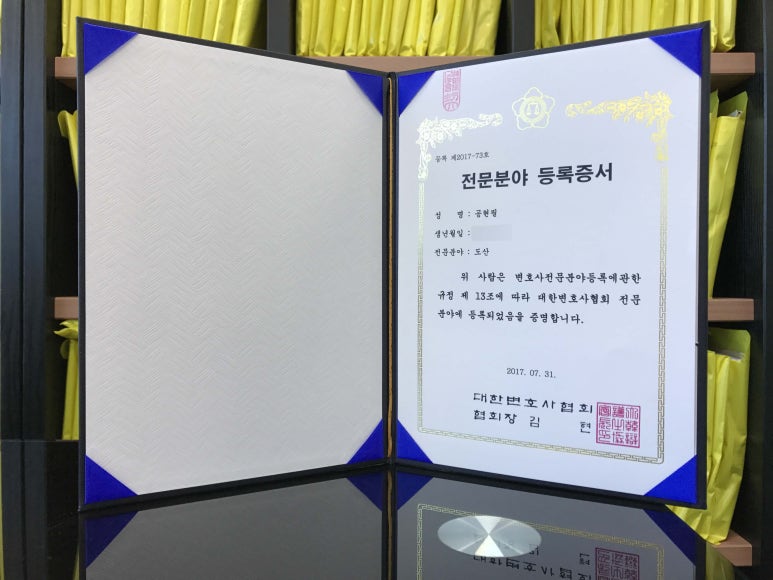 등록 제2017-73호
전문분야 등록증서
성 명 : 공현필
생년월일 :
전문분야 : 도산
위 사람은 변호사전문분야등록에관한
규정 제 13조에 따라 대한변호사협회 전문
분야에 등록되었음을 증명합니다.
2017. 07. 31.
대한변호사협회
협회장 김 현